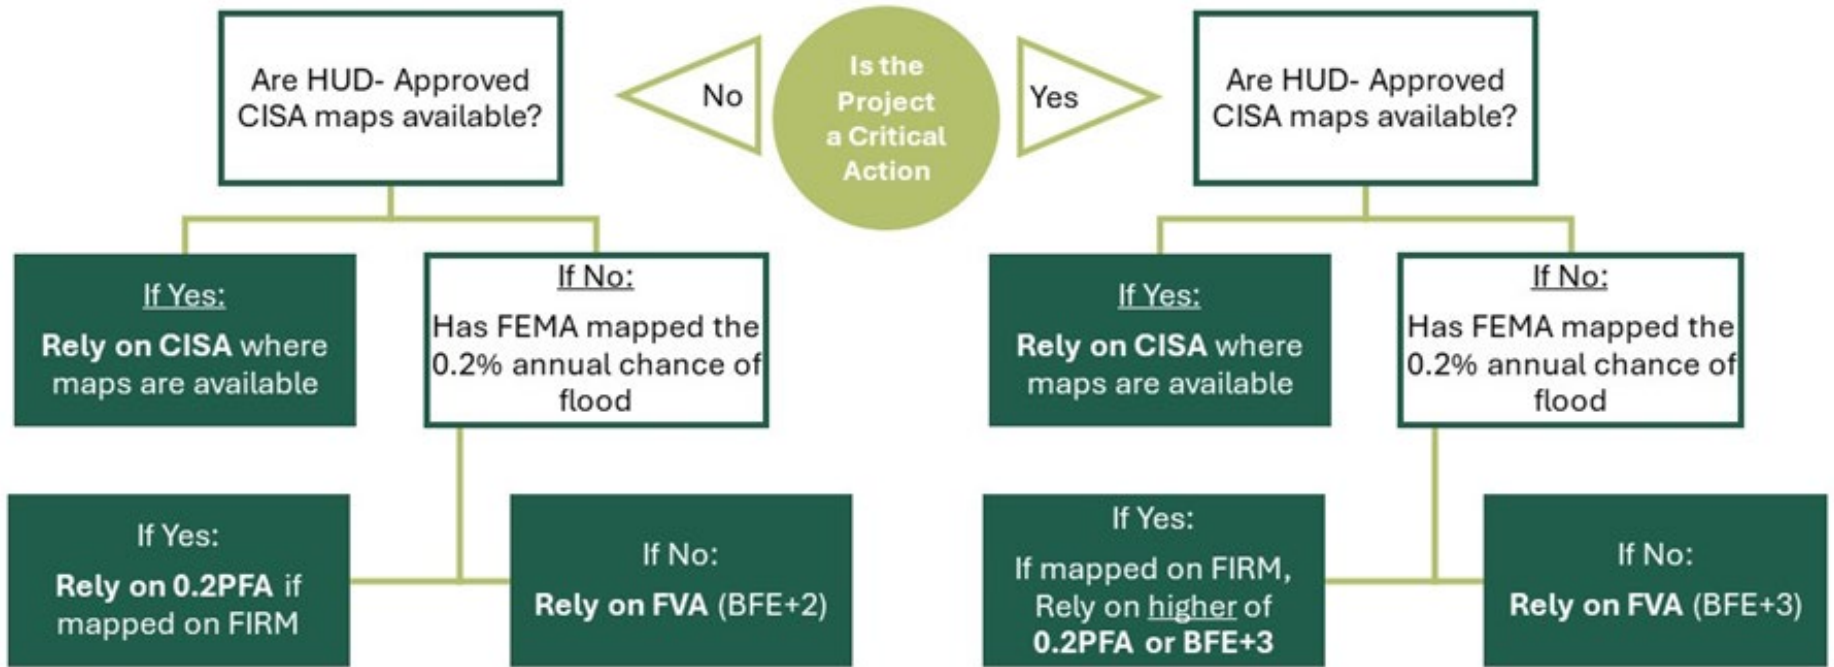 Is the
Project
a Critical
Action
No
Yes
Are HUD- Approved
CISA maps available?
If Yes:
Rely on CISA where
maps are available
If No:
Has FEMA mapped the
0.2% annual chance of
flood
If Yes:
Rely on 0.2PFA if
mapped on FIRM
If No:
Rely on FVA (BFE+2)
Are HUD- Approved
CISA maps available?
If Yes:
Rely on CISA where
maps are available
If No:
Has FEMA mapped the
0.2% annual chance of
flood
If Yes:
If mapped on FIRM,
Rely on higher of
0.2PFA or BFE+3
If No:
Rely on FVA (BFE+3)